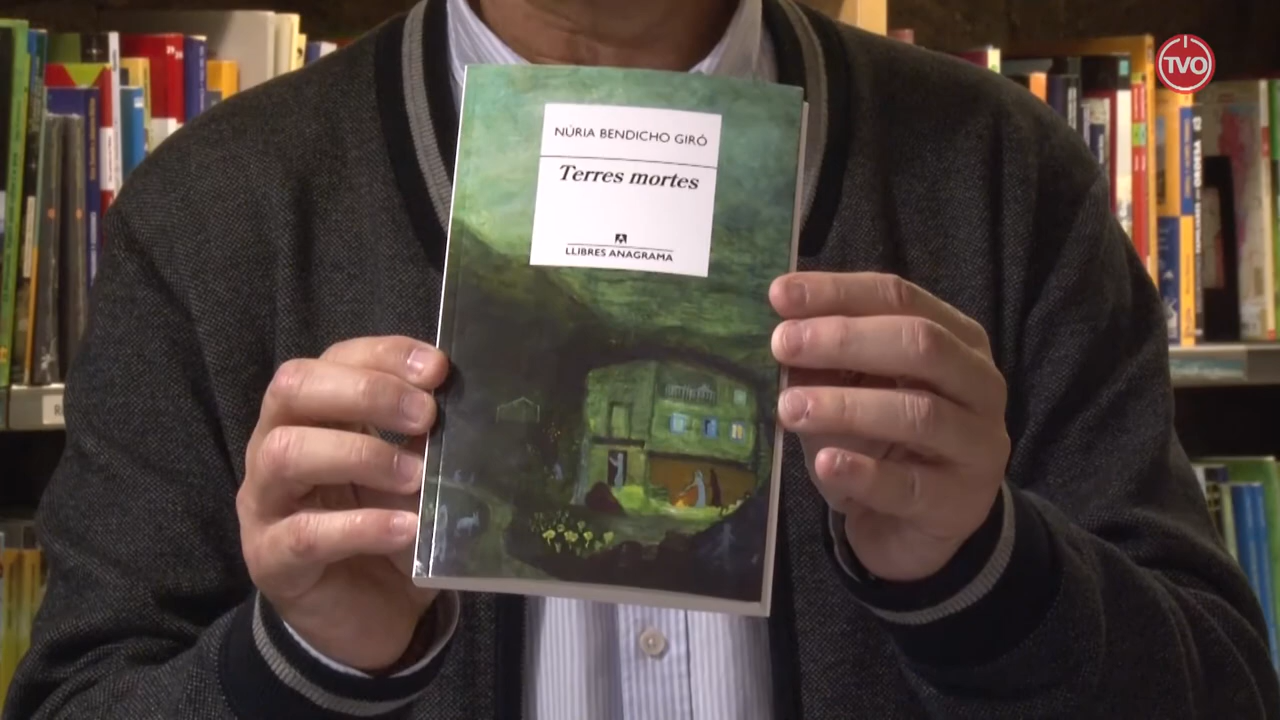 TVO
NÚRIA BENDICHO GIRÓ
Terres mortes
LLIBRES ANAGRAMA